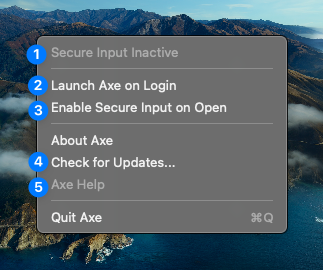 1 Secure Input Inactive
2 Launch Axe on Login
3 Enable Secure Input on Open
About Axe
4 Check for Updates...
5 Axe Help
Quit Axe ⌘Q